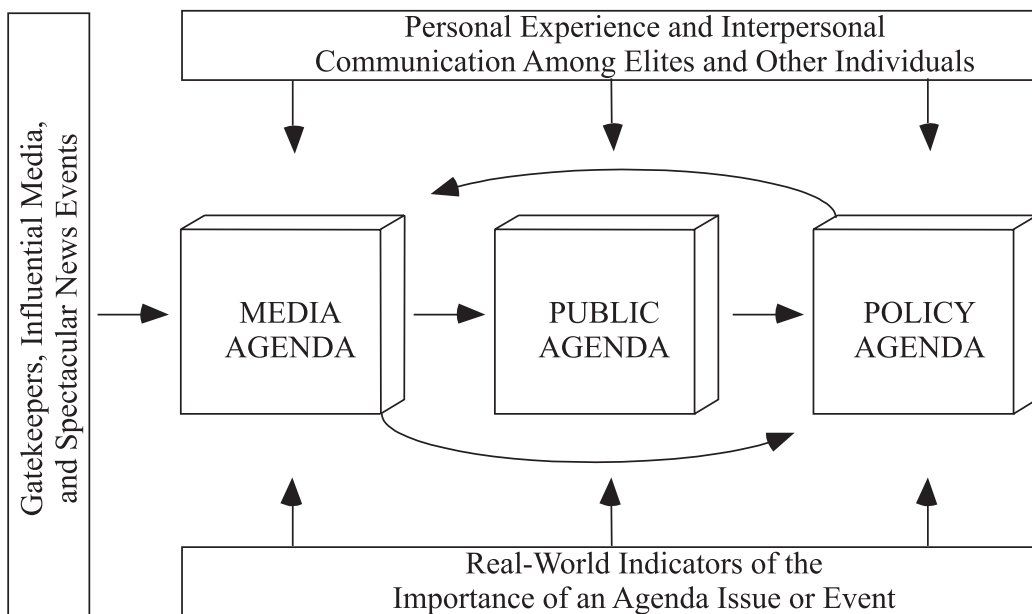 Personal Experience and Interpersonal
Communication Among Elites and Other Individuals
Gatekeepers, Influential Media,
and Spectacular News Events
MEDIA
AGENDA
PUBLIC
AGENDA
POLICY
AGENDA
Real-World Indicators of the
Importance of an Agenda Issue or Event